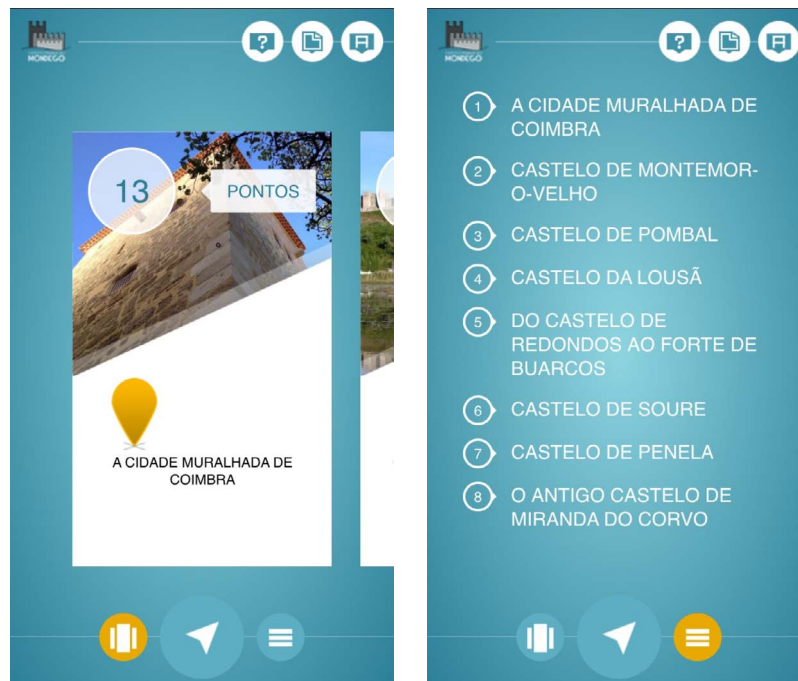 MONDEGO
?
13
PONTOS
A CIDADE MURALHADA DE
COIMBRA
MONDEGO
?
1 A CIDADE MURALHADA DE
COIMBRA
2 CASTELO DE MONTEMOR-
O-VELHO
3 CASTELO DE POMBAL
4 CASTELO DA LOUSÃ
5 DO CASTELO DE
REDONDOS AO FORTE DE
BUARCOS
6 CASTELO DE SOURE
7 CASTELO DE PENELA
8 O ANTIGO CASTELO DE
MIRANDA DO CORVO